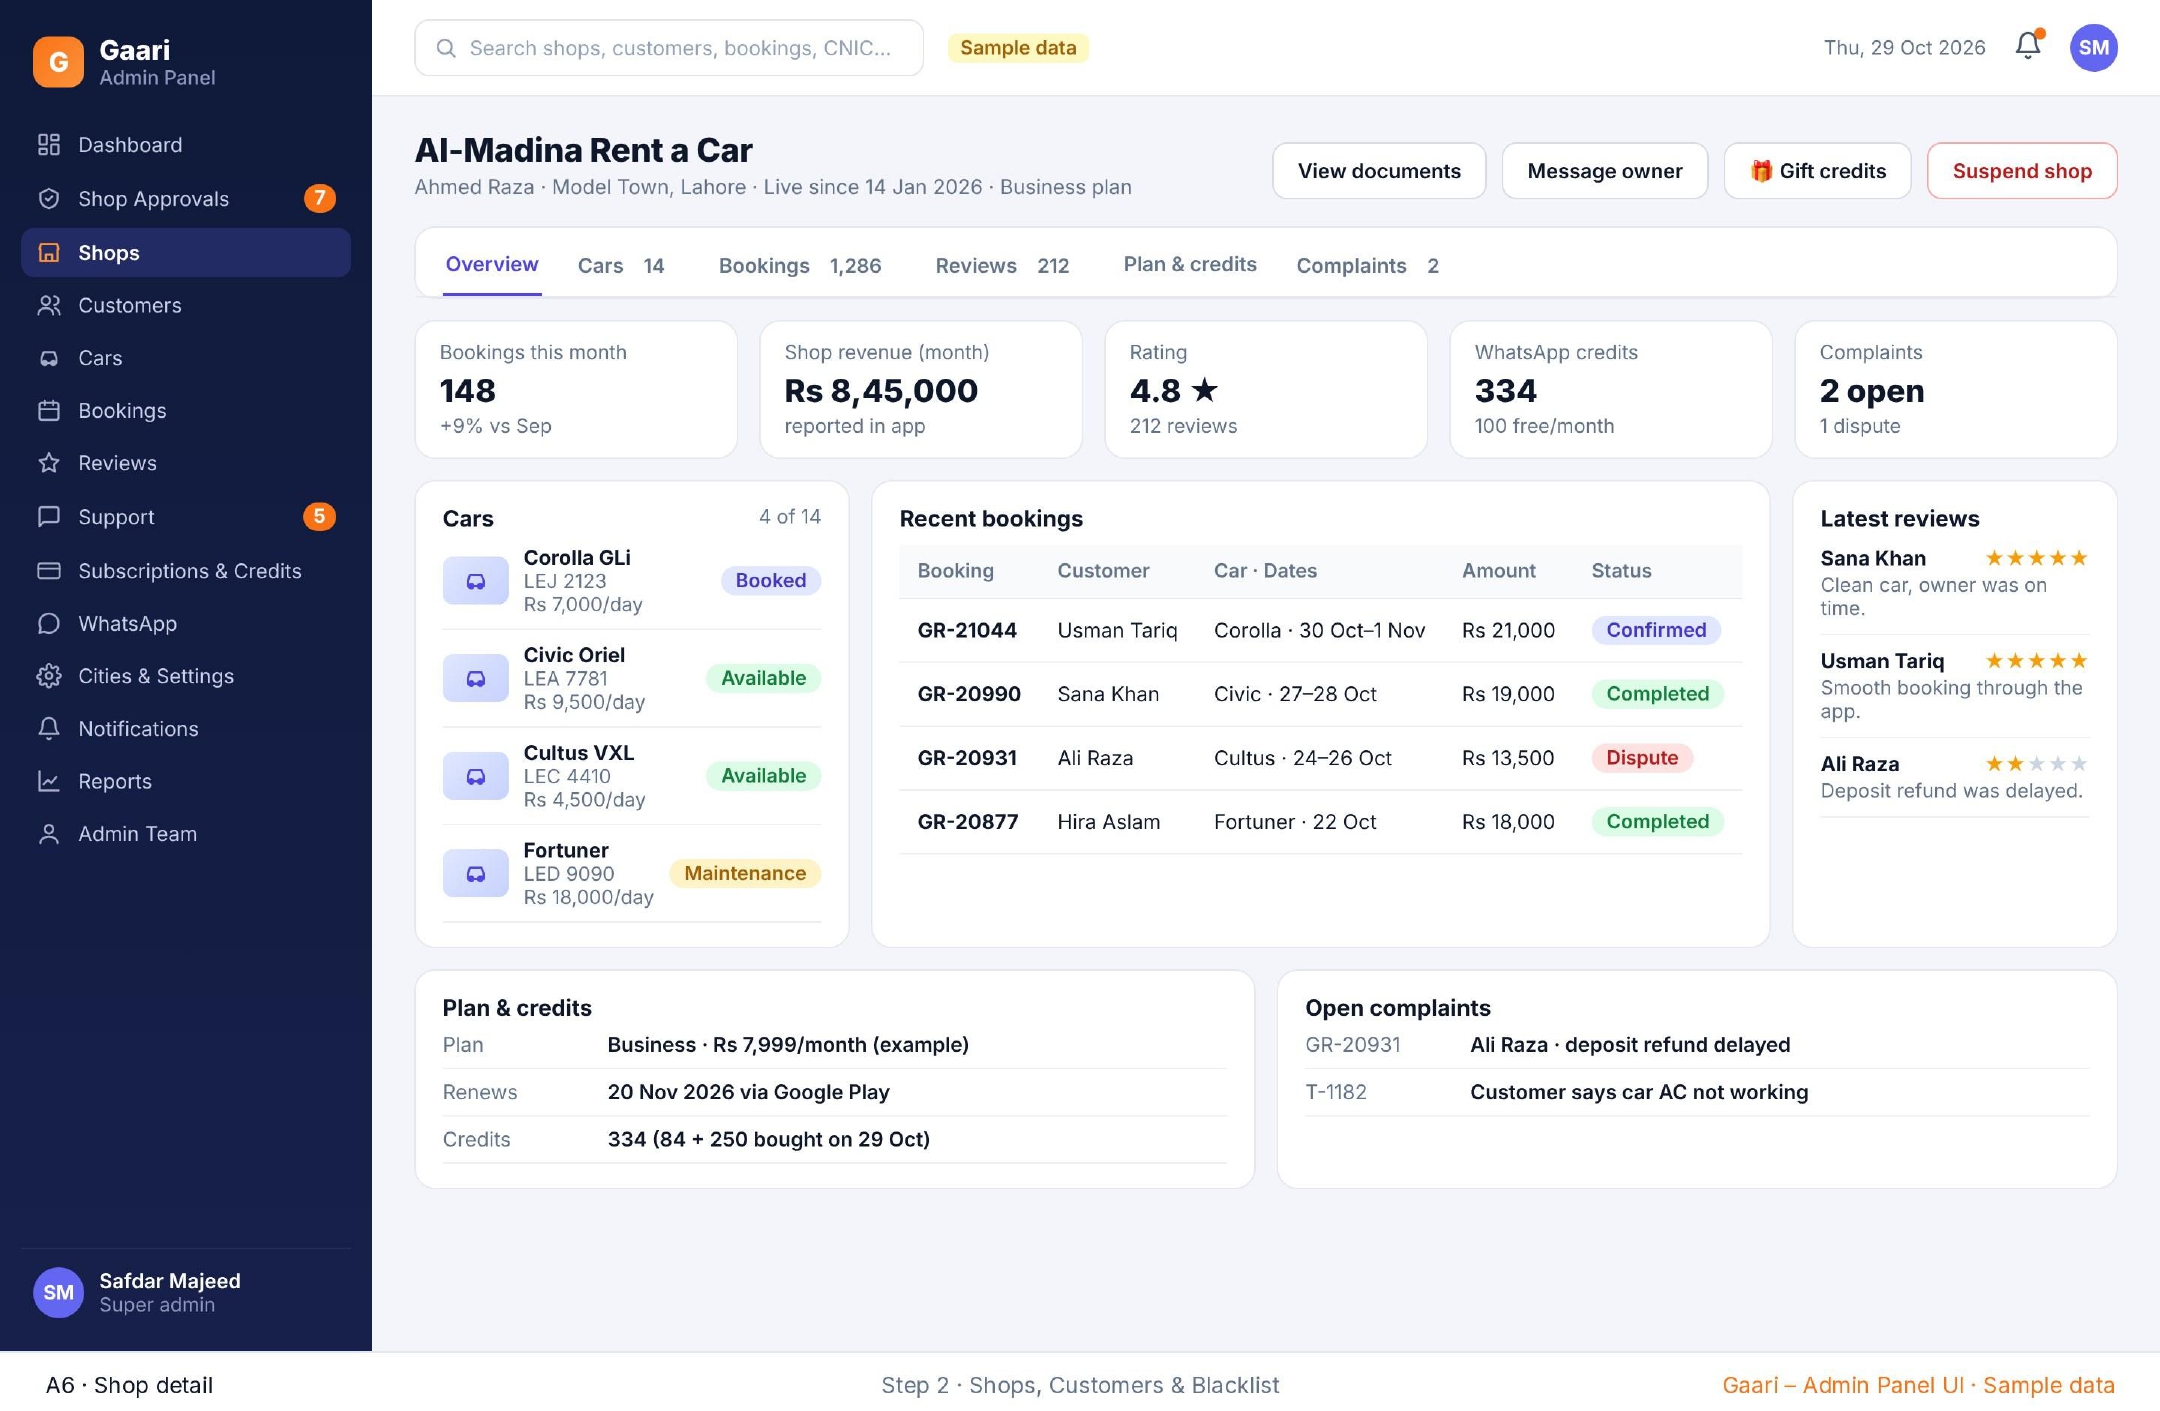 G
Gaari
Admin Panel
Dashboard
Shop Approvals 7
Shops
Customers
Cars
Bookings
Reviews
Support 5
Subscriptions & Credits
WhatsApp
Cities & Settings
Notifications
Reports
Admin Team
SM
Safdar Majeed
Super admin
Search shops, customers, bookings, CNIC...
Sample data
Thu, 29 Oct 2026
SM
Al-Madina Rent a Car
Ahmed Raza · Model Town, Lahore · Live since 14 Jan 2026 · Business plan
View documents
Message owner
🎁 Gift credits
Suspend shop
Overview Cars 14 Bookings 1,286 Reviews 212 Plan & credits Complaints 2
Bookings this month
148
+9% vs Sep
Shop revenue (month)
Rs 8,45,000
reported in app
Rating
4.8 ★
212 reviews
WhatsApp credits
334
100 free/month
Complaints
2 open
1 dispute
Cars 4 of 14
Corolla GLi
LEJ 2123
Rs 7,000/day
Booked
Civic Oriel
LEA 7781
Rs 9,500/day
Available
Cultus VXL
LEC 4410
Rs 4,500/day
Available
Fortuner
LED 9090
Rs 18,000/day
Maintenance
Recent bookings
Booking Customer Car · Dates Amount Status
GR-21044 Usman Tariq Corolla · 30 Oct–1 Nov Rs 21,000 Confirmed
GR-20990 Sana Khan Civic · 27–28 Oct Rs 19,000 Completed
GR-20931 Ali Raza Cultus · 24–26 Oct Rs 13,500 Dispute
GR-20877 Hira Aslam Fortuner · 22 Oct Rs 18,000 Completed
Latest reviews
Sana Khan ★★★★★
Clean car, owner was on
time.
Usman Tariq ★★★★★
Smooth booking through the
app.
Ali Raza ★★★★★
Deposit refund was delayed.
Plan & credits
Plan Business · Rs 7,999/month (example)
Renews 20 Nov 2026 via Google Play
Credits 334 (84 + 250 bought on 29 Oct)
Open complaints
GR-20931 Ali Raza · deposit refund delayed
T-1182 Customer says car AC not working
A6 · Shop detail
Step 2 · Shops, Customers & Blacklist
Gaari – Admin Panel UI · Sample data